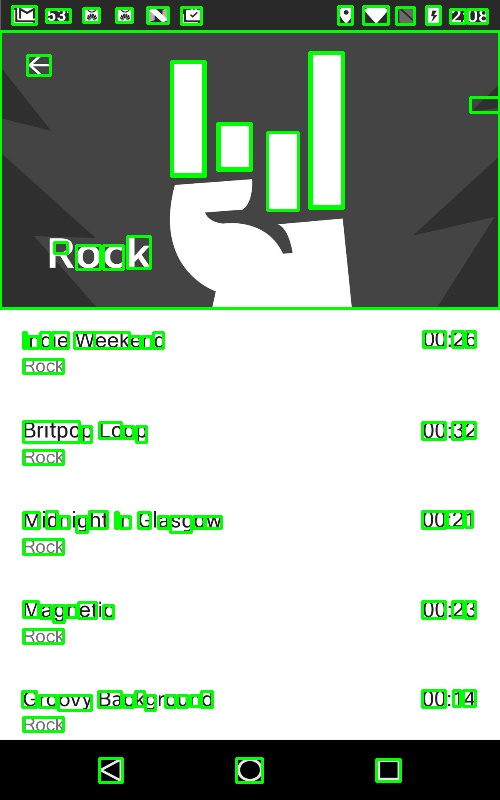 53° 2:08
Rock
Indie Weekend 00:26
Rock
Britpop Loop 00:32
Rock
Midnight In Glasgow 00:21
Rock
Magnetic 00:23
Rock
Groovy Background 00:14
Rock